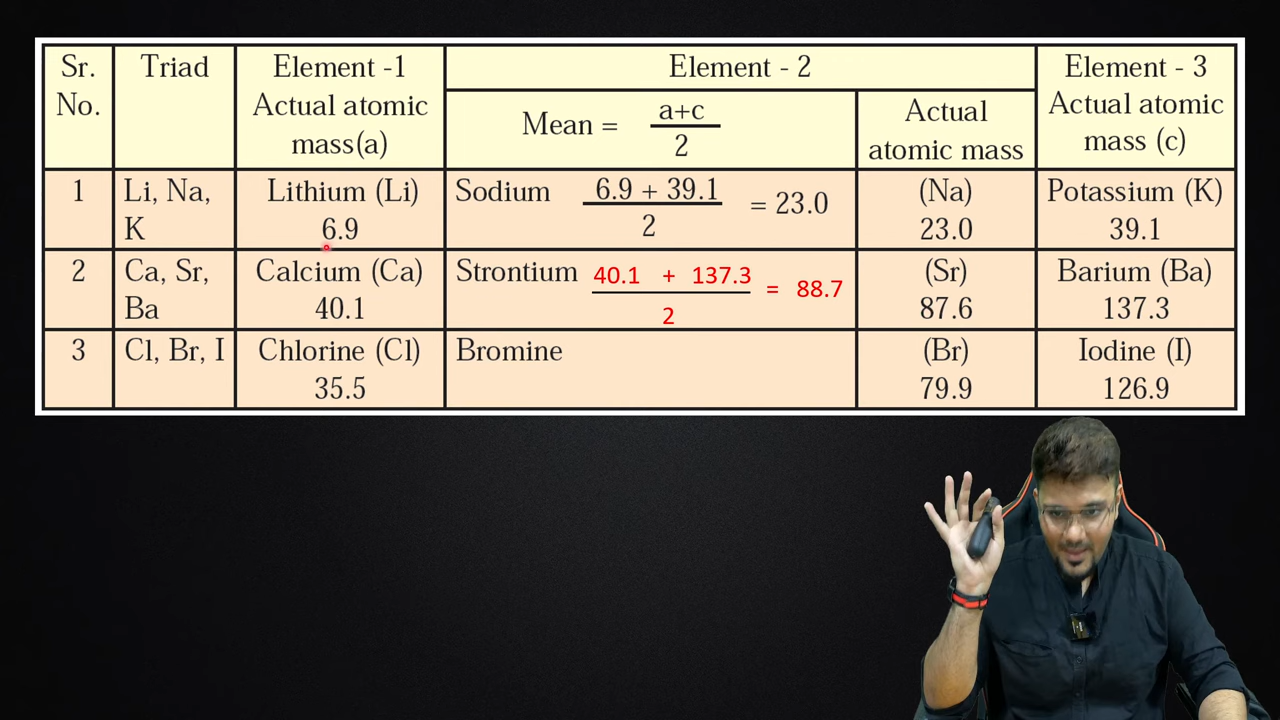 Sr. No.
Triad
Element -1 Actual atomic mass(a)
Element - 2
Mean = a+c / 2
Actual atomic mass
Element - 3 Actual atomic mass (c)
1
Li, Na, K
Lithium (Li) 6.9
Sodium 6.9 + 39.1 / 2 = 23.0
(Na) 23.0
Potassium (K) 39.1
2
Ca, Sr, Ba
Calcium (Ca) 40.1
Strontium 40.1 + 137.3 / 2 = 88.7
(Sr) 87.6
Barium (Ba) 137.3
3
Cl, Br, I
Chlorine (Cl) 35.5
Bromine
(Br) 79.9
Iodine (I) 126.9